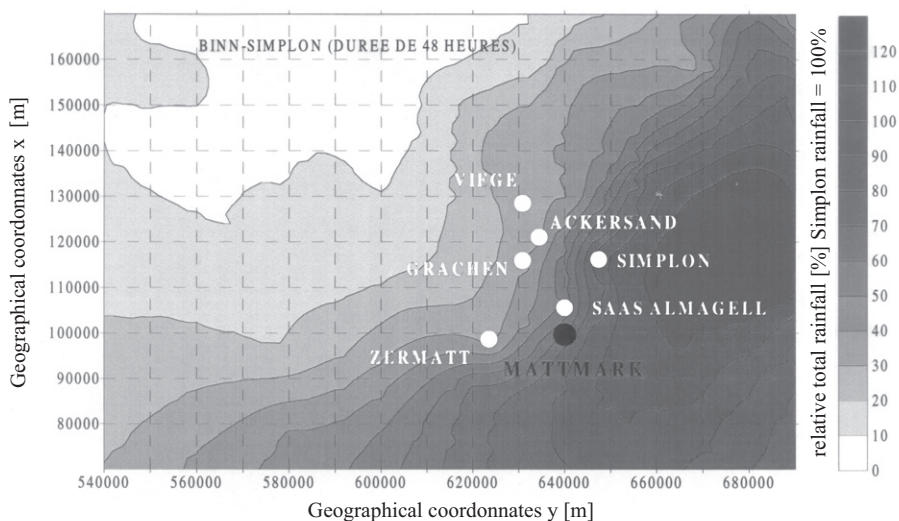 BINN-SIMPLON (DUREE DE 48 HEURES)
Geographical coordonnates x [m]
160000
150000
140000
130000
120000
110000
100000
90000
80000
VIEGE
ACKERSAND
GRACHEN
SIMPLON
SAAS ALMAGELL
ZERMATT
MATTMARK
540000 560000 580000 600000 620000 640000 660000 680000
Geographical coordonnates y [m]
relative total rainfall [%] Simplon rainfall = 100%
120
110
100
90
80
70
60
50
40
30
20
10
0